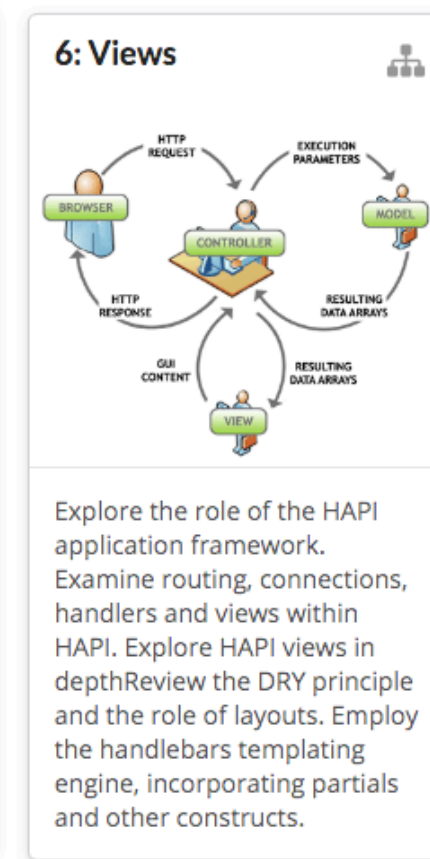 6: Views
HTTP
REQUEST
EXECUTION
PARAMETERS
BROWSER
MODEL
CONTROLLER
HTTP
RESPONSE
RESULTING
DATA ARRAYS
GUI
CONTENT
RESULTING
DATA ARRAYS
VIEW
Explore the role of the HAPI
application framework.
Examine routing, connections,
handlers and views within
HAPI. Explore HAPI views in
depthReview the DRY principle
and the role of layouts. Employ
the handlebars templating
engine, incorporating partials
and other constructs.